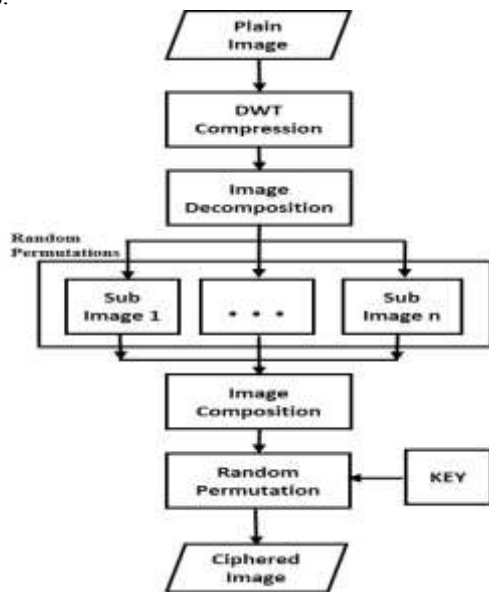 Plain
Image
DWT
Compression
Image
Decomposition
Random
Permutations
Sub
Image 1
• • •
Sub
Image n
Image
Composition
Random
Permutation
KEY
Ciphered
Image